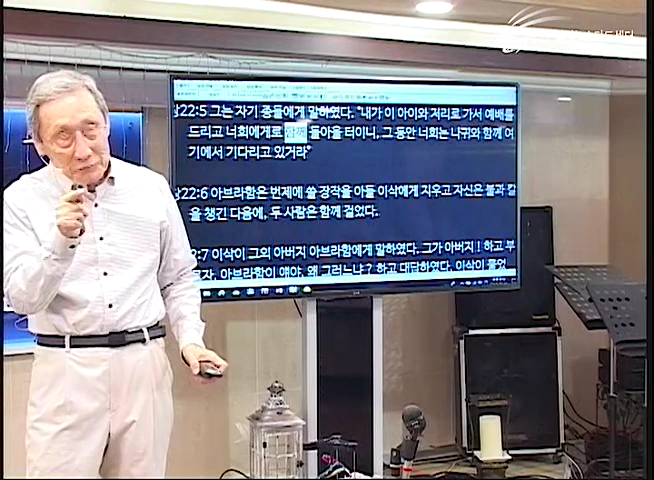 22:5 그는 자기 종들에게 말하였다. "내가 이 아이와 저리로 가서 예배를
드리고 너희에게로 함께 돌아올 터이니, 그 동안 너희는 나귀와 함께 여
기에서 기다리고 있거라"
22:6 아브라함은 번제에 쓸 장작을 아들 이삭에게 지우고 자신은 불과 칼
을 챙긴 다음에, 두 사람은 함께 걸었다.
22:7 이삭이 그의 아버지 아브라함에게 말하였다. 그가 아버지! 하고 부
르자, 아브라함이 얘야, 왜 그러느냐? 하고 대답하였다. 이삭이 물었